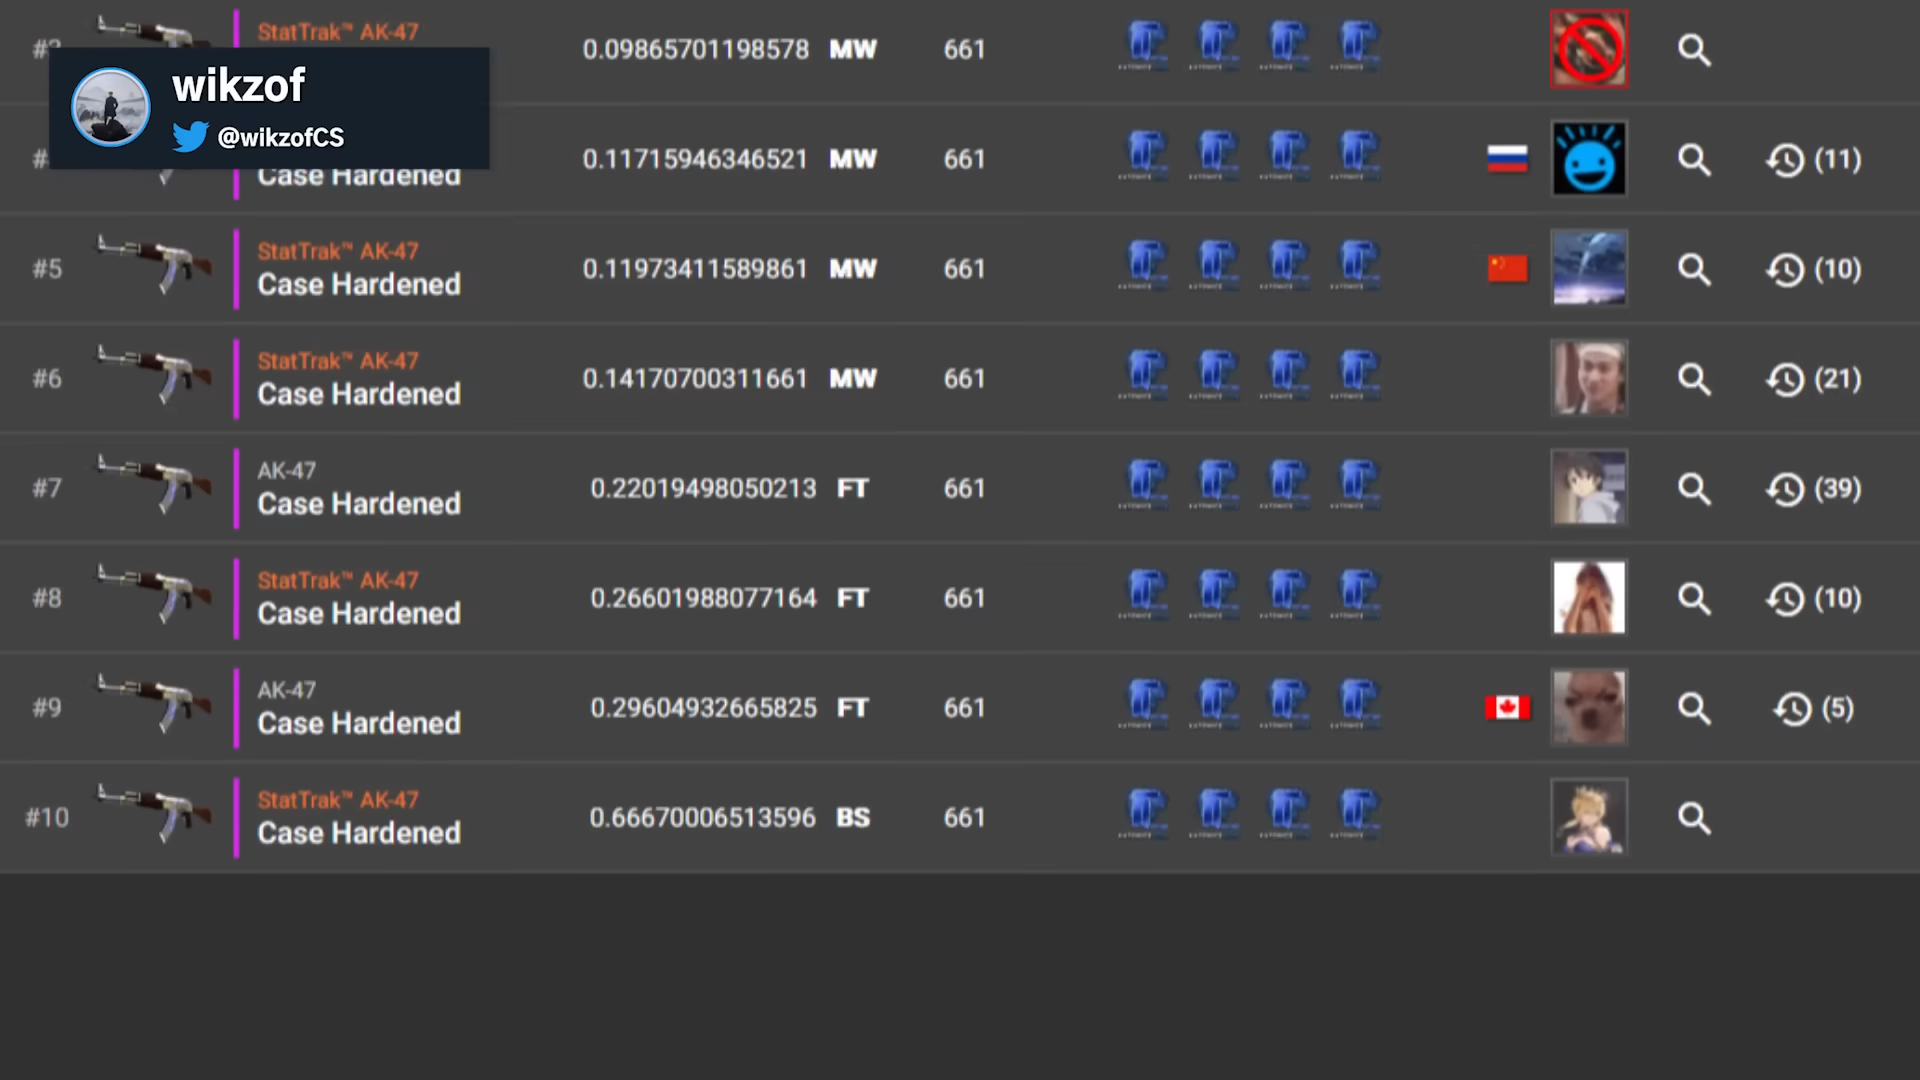 StatTrak™ AK-47
0.09865701198578 MW 661
wikzof
@wikzofCS
Case Hardened
0.11715946346521 MW 661 (11)
#5 StatTrak™ AK-47
Case Hardened
0.11973411589861 MW 661 (10)
#6 StatTrak™ AK-47
Case Hardened
0.14170700311661 MW 661 (21)
#7 AK-47
Case Hardened
0.22019498050213 FT 661 (39)
#8 StatTrak™ AK-47
Case Hardened
0.26601988077164 FT 661 (10)
#9 AK-47
Case Hardened
0.29604932665825 FT 661 (5)
#10 StatTrak™ AK-47
Case Hardened
0.66670006513596 BS 661